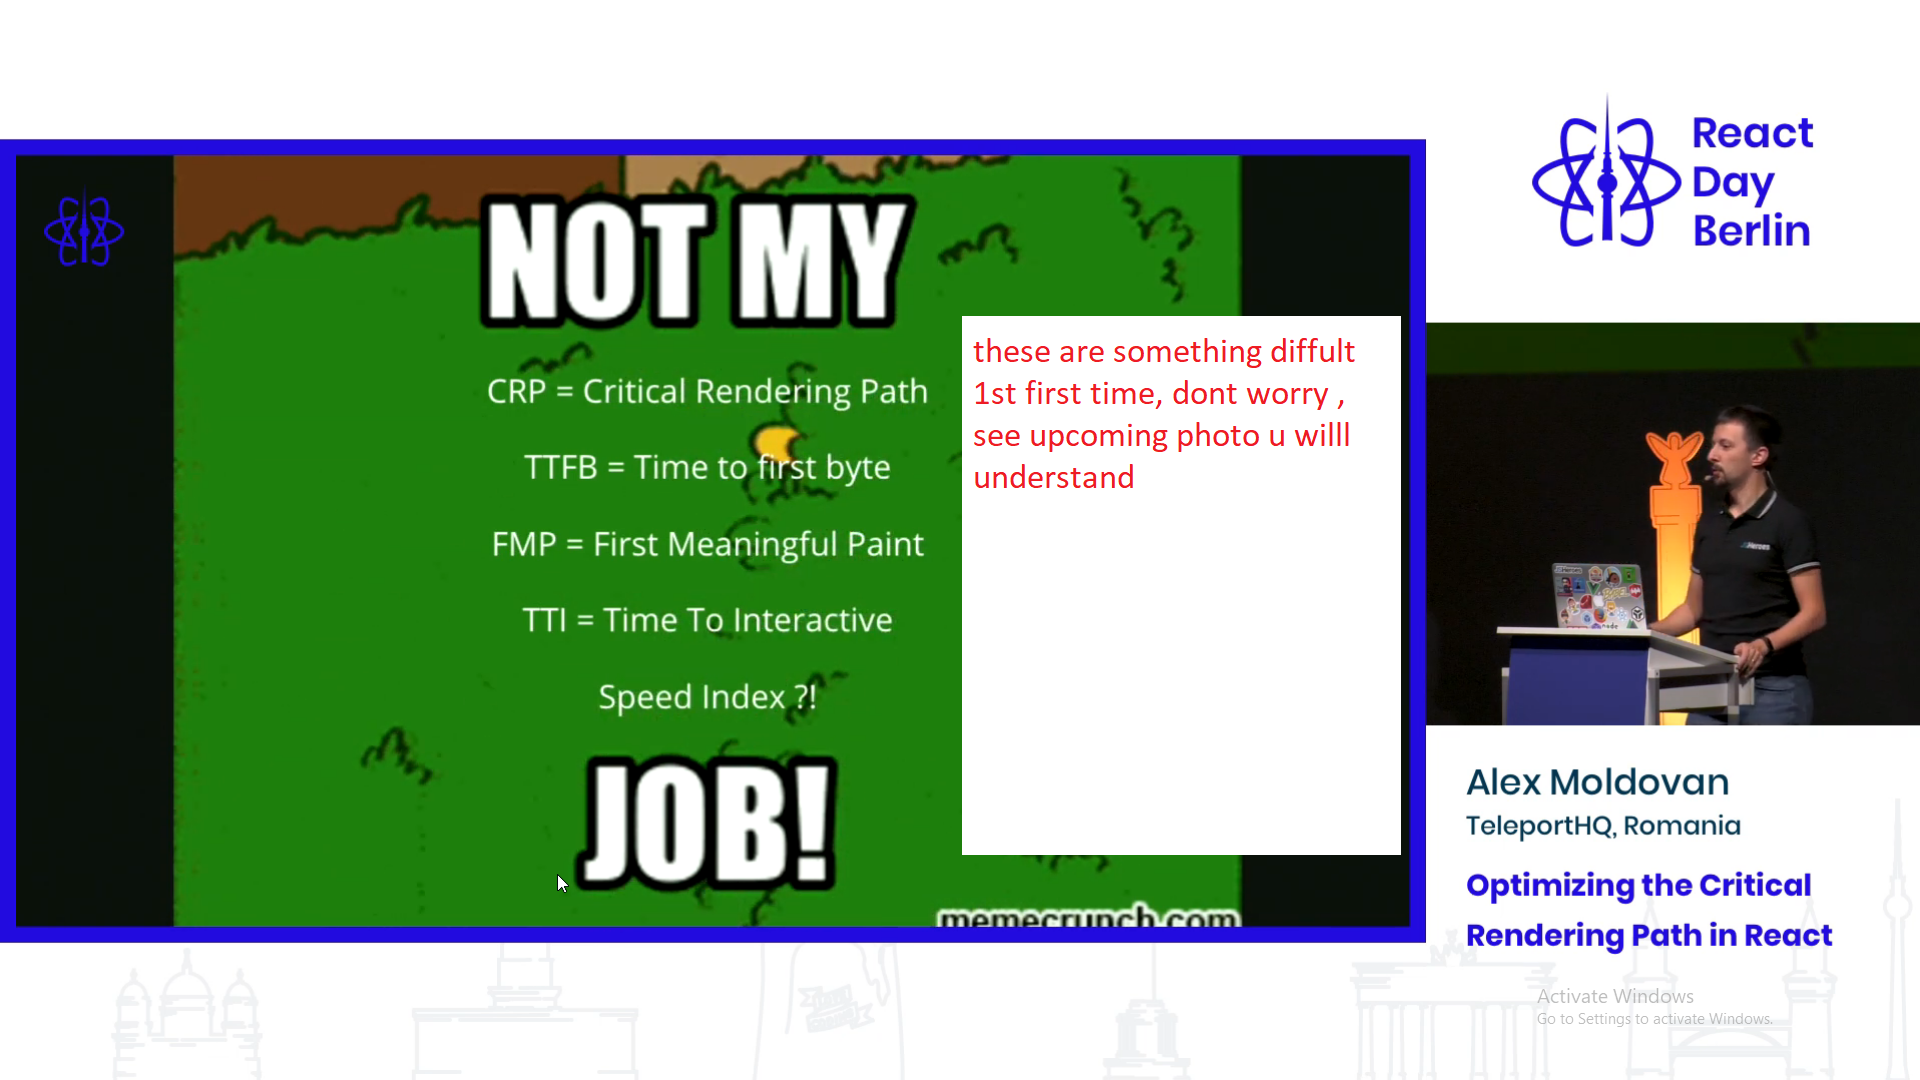 NOT MY
CRP = Critical Rendering Path
TTFB = Time to first byte
FMP = First Meaningful Paint
TTI = Time To Interactive
Speed Index ?!
JOB!
memecrunch.com
these are something diffult
1st first time, dont worry ,
see upcoming photo u willl
understand
React
Day
Berlin
Alex Moldovan
TeleportHQ, Romania
Optimizing the Critical
Rendering Path in React
Activate Windows
Go to Settings to activate Windows.